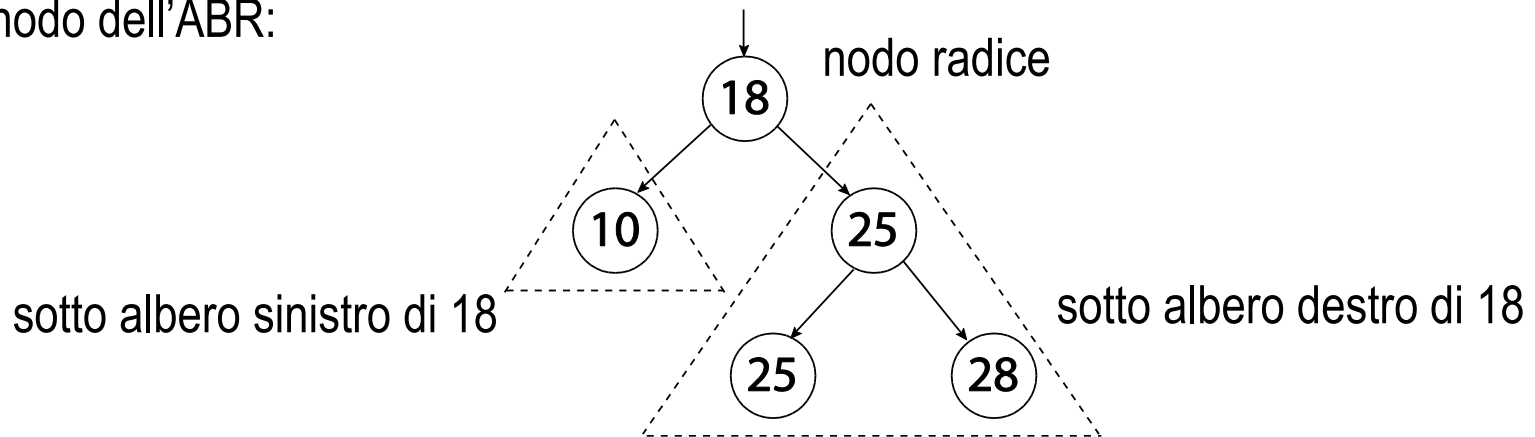 nodo dell'ABR:
nodo radice
18
10
25
sotto albero sinistro di 18
sotto albero destro di 18
25
28